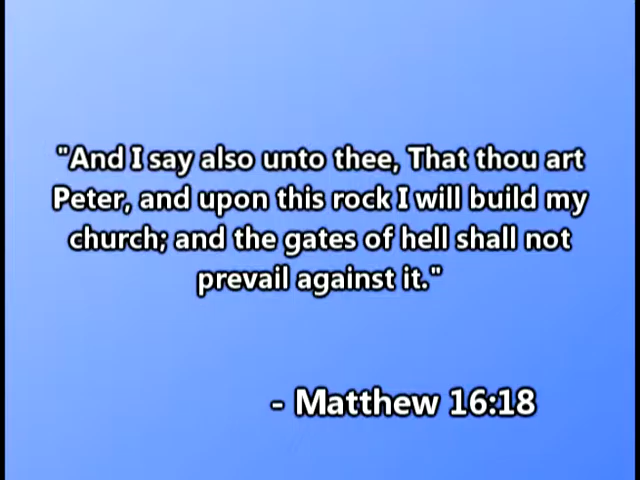 "And I say also unto thee, That thou art
Peter, and upon this rock I will build my
church; and the gates of hell shall not
prevail against it."
- Matthew 16:18